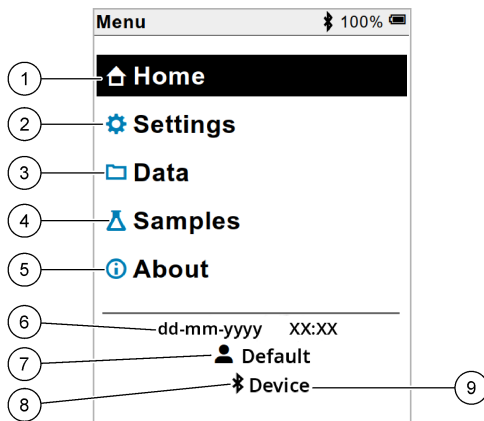 Menu 100%
1 Home
2 Settings
3 Data
4 Samples
5 About
6 dd-mm-yyyy XX:XX
7 Default
8 Device 9